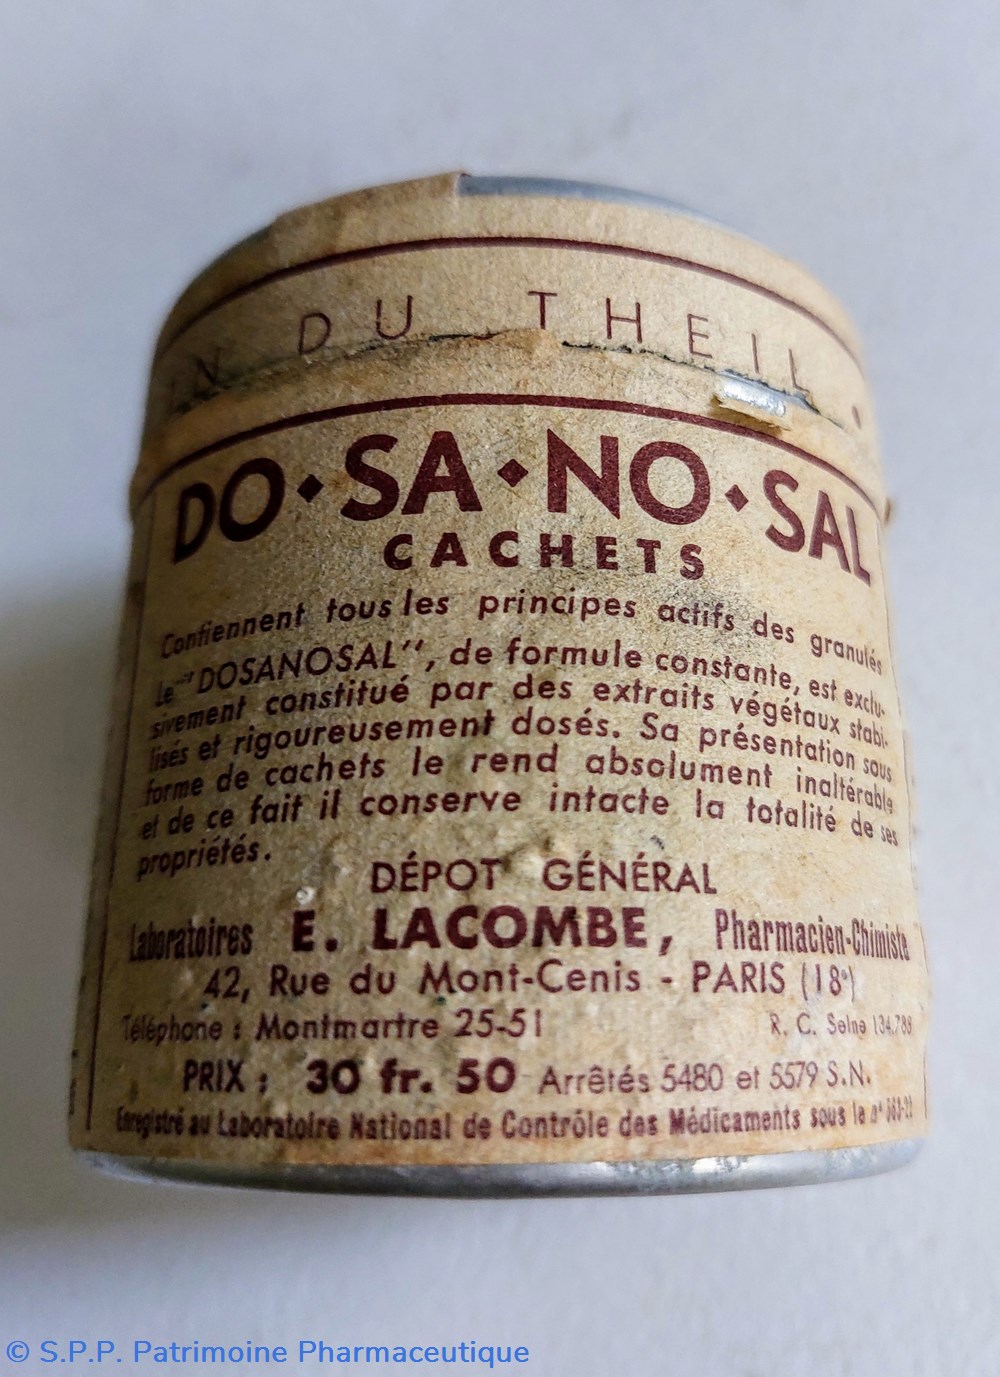 N DU THEIL •
DO•SA•NO•SAL
CACHETS
Contiennent tous les principes actifs des granulés
Le "DOSANOSAL", de formule constante, est exclu-
sivement constitué par des extraits végétaux stabi-
lisés et rigoureusement dosés. Sa présentation sous
forme de cachets le rend absolument inaltérable
et de ce fait il conserve intacte la totalité de ses
propriétés.
DÉPOT GÉNÉRAL
Laboratoires E. LACOMBE, Pharmacien-Chimiste
42, Rue du Mont-Cenis - PARIS (18e)
Téléphone : Montmartre 25-51 R. C. Seine 134.788
PRIX : 30 fr. 50 Arrêtés 5480 et 5579 S.N.
Enregistré au Laboratoire National de Contrôle des Médicaments sous le n°
© S.P.P. Patrimoine Pharmaceutique